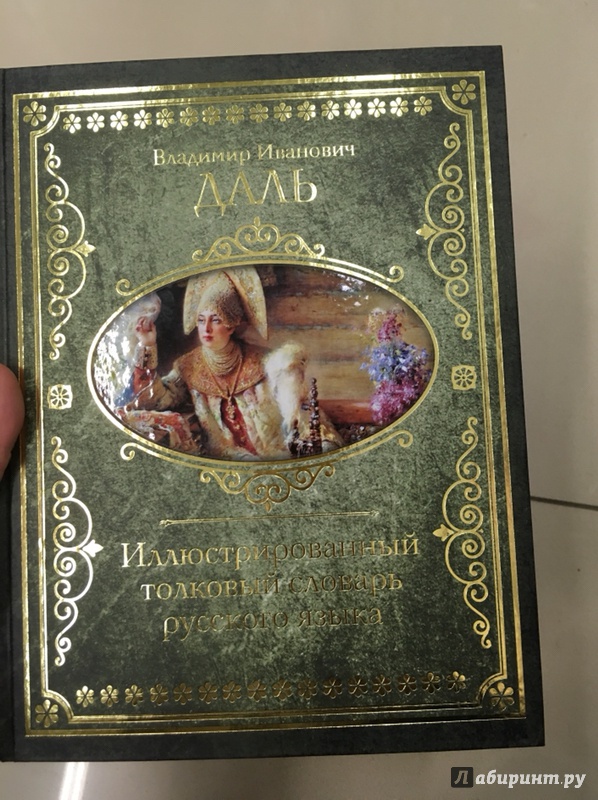 Владимир Иванович
ДАЛЬ
Иллюстрированный
толковый словарь
русского языка
Лабиринт.ру